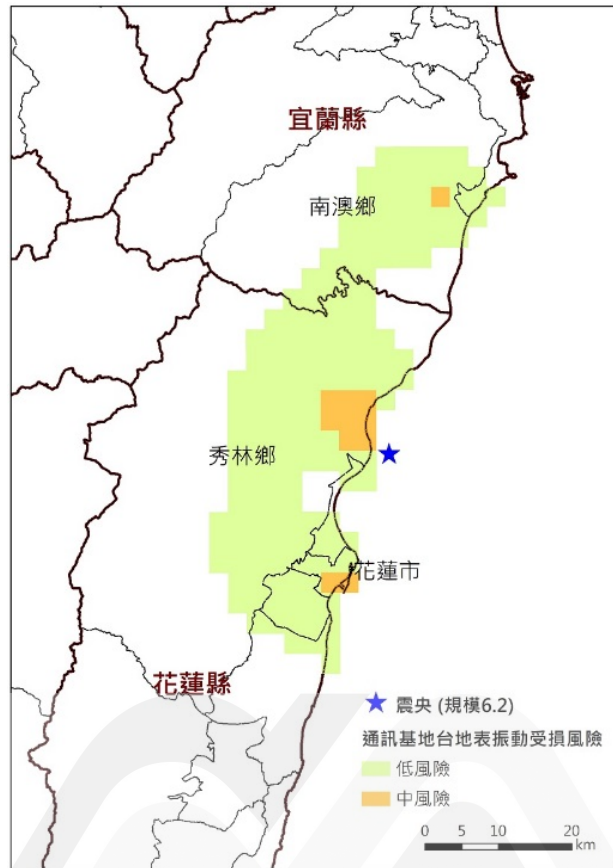 宜蘭縣
南澳鄉
秀林鄉
花蓮市
花蓮縣
震央 (規模6.2)
通訊基地台地表振動受損風險
低風險
中風險
0 5 10 20
km